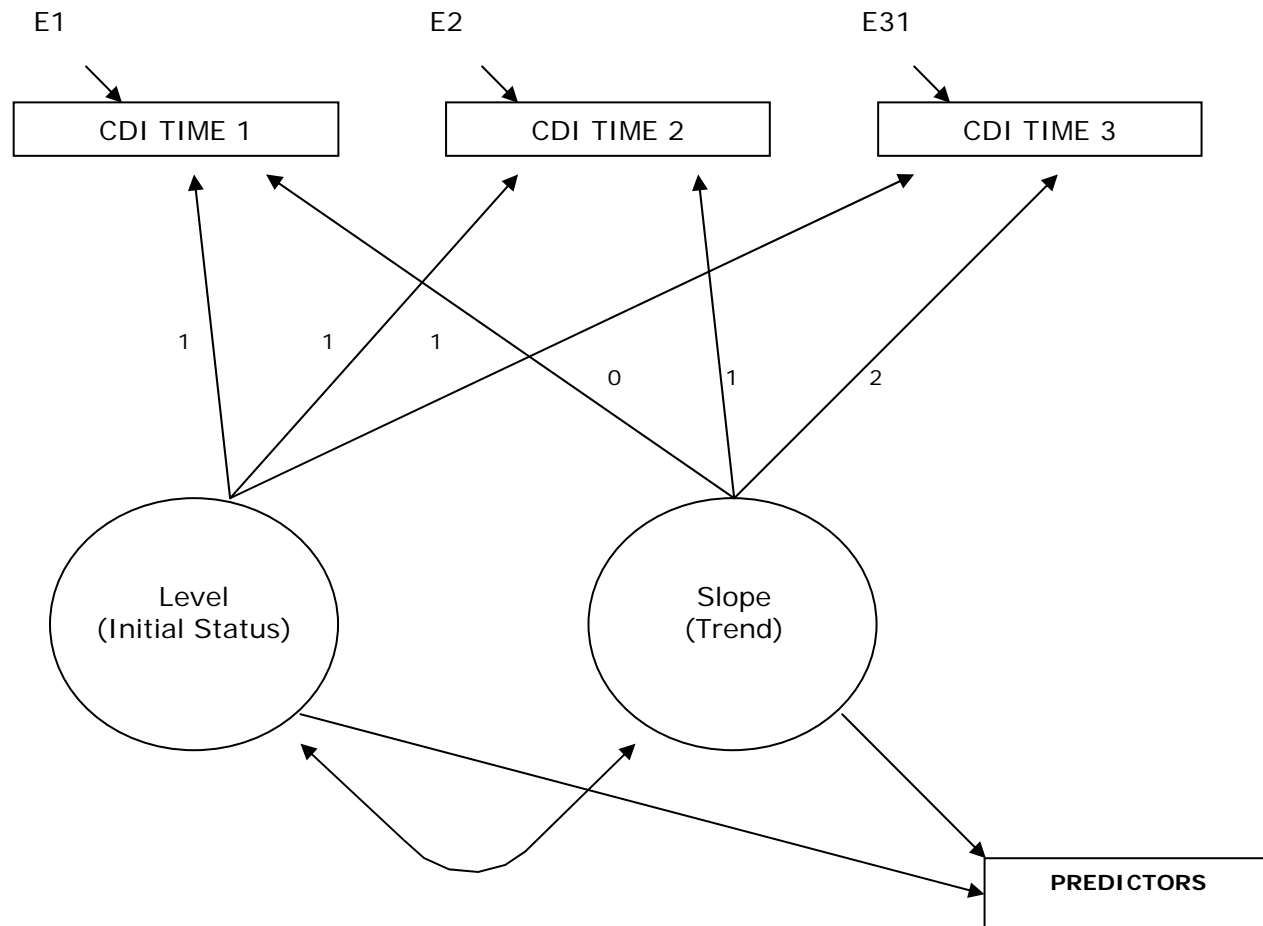 E1 E2 E31
CDI TIME 1 CDI TIME 2 CDI TIME 3
1 1 1
0 1 2
Level
(Initial Status)
Slope
(Trend)
PREDICTORS